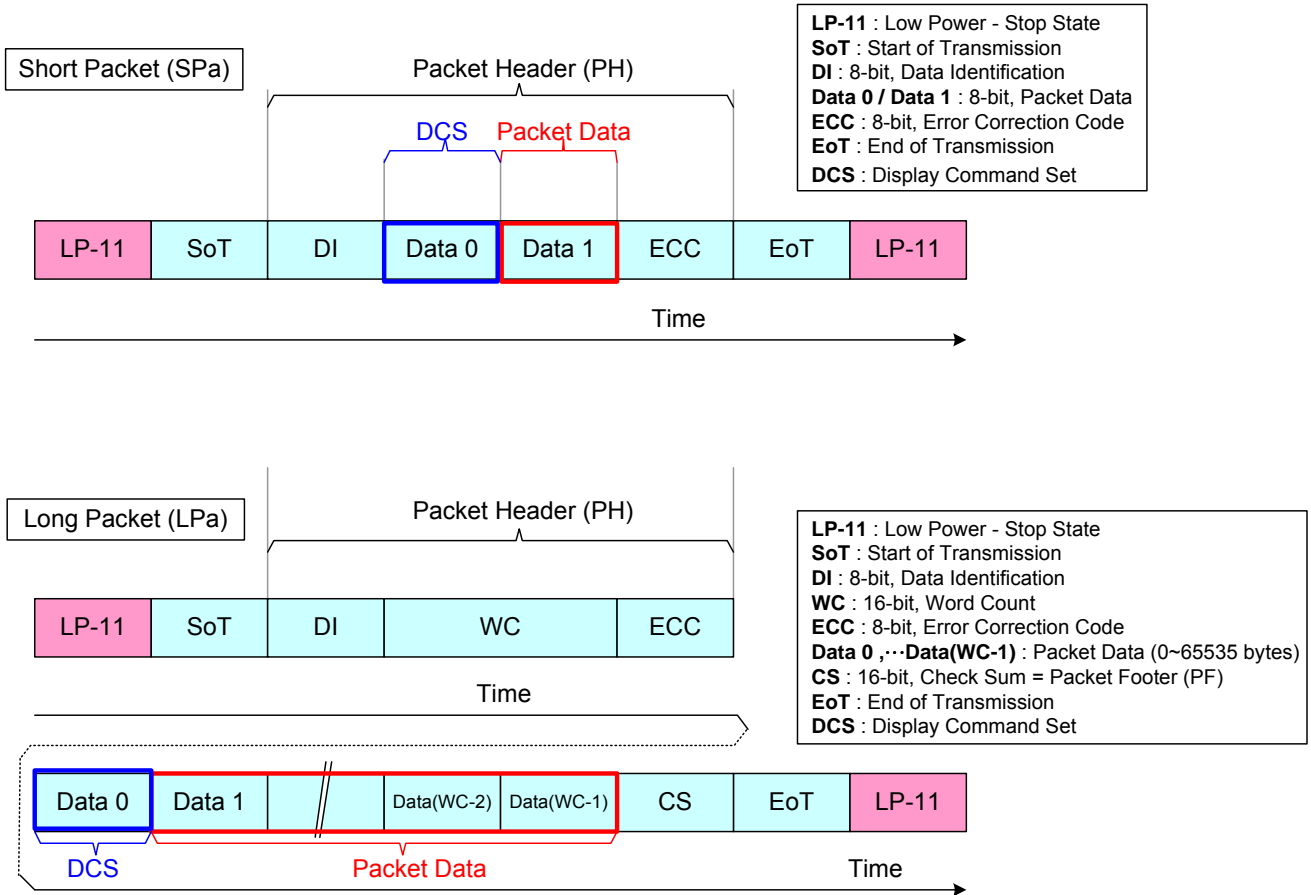 Short Packet (SPa)
Packet Header (PH)
DCS
Packet Data
LP-11
SoT
DI
Data 0
Data 1
ECC
EoT
LP-11
Time
LP-11 : Low Power - Stop State
SoT : Start of Transmission
DI : 8-bit, Data Identification
Data 0 / Data 1 : 8-bit, Packet Data
ECC : 8-bit, Error Correction Code
EoT : End of Transmission
DCS : Display Command Set
Long Packet (LPa)
Packet Header (PH)
LP-11
SoT
DI
WC
ECC
Time
LP-11 : Low Power - Stop State
SoT : Start of Transmission
DI : 8-bit, Data Identification
WC : 16-bit, Word Count
ECC : 8-bit, Error Correction Code
Data 0 ,⋯Data(WC-1) : Packet Data (0~65535 bytes)
CS : 16-bit, Check Sum = Packet Footer (PF)
EoT : End of Transmission
DCS : Display Command Set
Data 0
Data 1
Data(WC-2)
Data(WC-1)
CS
EoT
LP-11
DCS
Packet Data
Time